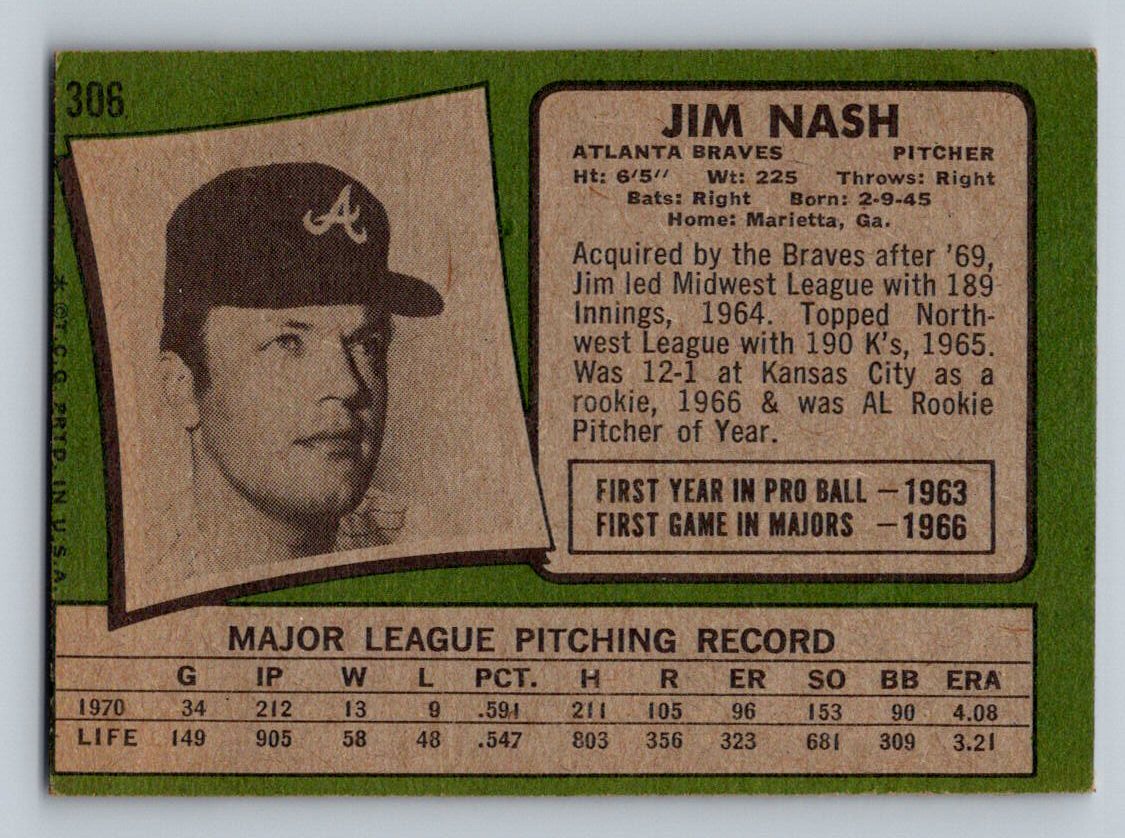 306
A
JIM NASH
ATLANTA BRAVES PITCHER
Ht: 6'5" Wt: 225 Throws: Right
Bats: Right Born: 2-9-45
Home: Marietta, Ga.
Acquired by the Braves after '69,
Jim led Midwest League with 189
Innings, 1964. Topped North-
west League with 190 K's, 1965.
Was 12-1 at Kansas City as a
rookie, 1966 & was AL Rookie
Pitcher of Year.
FIRST YEAR IN PRO BALL —1963
FIRST GAME IN MAJORS —1966
* ©T.C.G. PRTD. IN U.S.A.
MAJOR LEAGUE PITCHING RECORD
G IP W L PCT. H R ER SO BB ERA
1970 34 212 13 9 .591 211 105 96 153 90 4.08
LIFE 149 905 58 48 .547 803 356 323 681 309 3.21